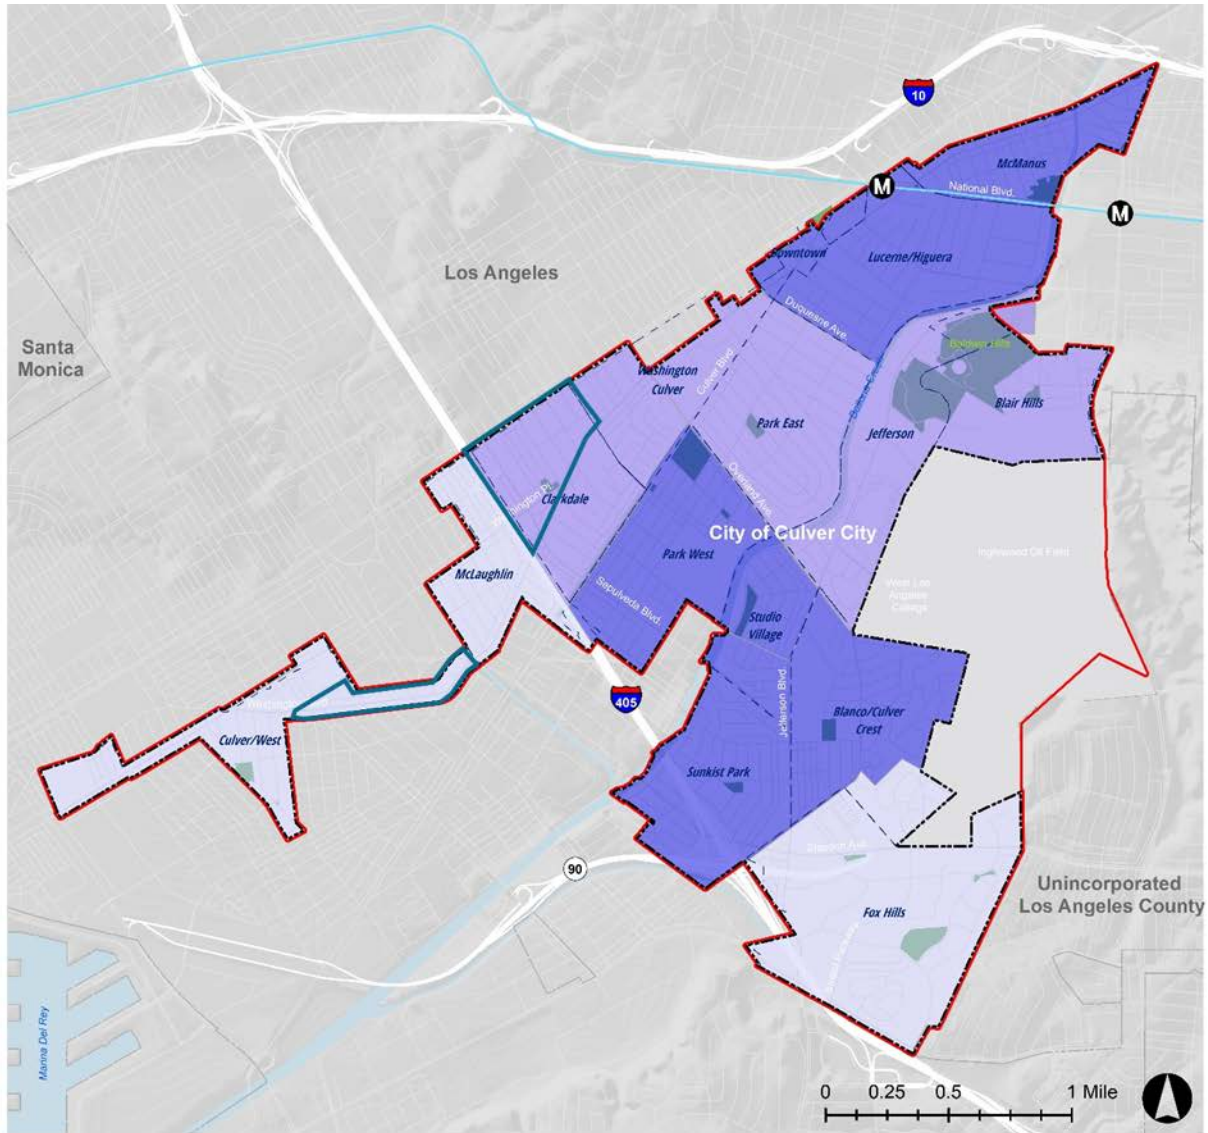 10
McManus
National Blvd.
M
M
Downtown
Lucerne/Higuera
Los Angeles
Duquesne Ave.
Santa
Monica
Baldwin Hills
Culver Blvd.
Washington
Culver
Blair Hills
Park East
Jefferson
Clarkdale
Overland Ave.
City of Culver City
Park West
Inglewood Oil Field
McLaughlin
West Los
Angeles
College
Sepulveda Blvd.
Studio
Village
405
Jefferson Blvd.
Blanco/Culver
Crest
Culver/West
Sunkist Park
Slauson Ave.
90
Unincorporated
Los Angeles County
Fox Hills
Marina Del Rey
0 0.25 0.5 1 Mile